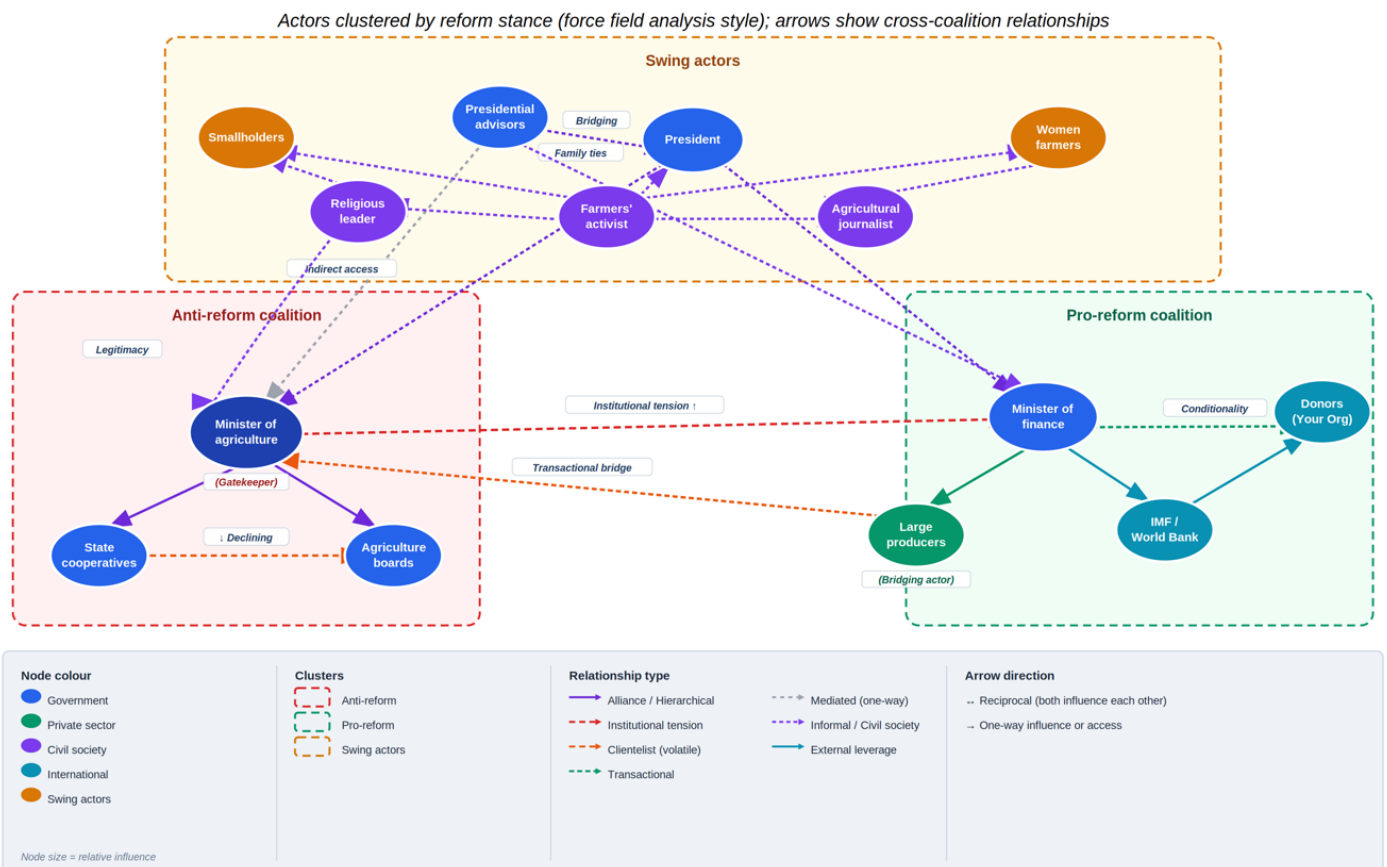 Actors clustered by reform stance (force field analysis style); arrows show cross-coalition relationships
Swing actors
Smallholders
Presidential
advisors
Bridging
President
Family ties
Women
farmers
Religious
leader
Farmers'
activist
Agricultural
journalist
Indirect access
Anti-reform coalition
Pro-reform coalition
Legitimacy
Minister of
agriculture
(Gatekeeper)
Institutional tension ↑
Transactional bridge
Minister of
finance
Conditionality
Donors
(Your Org)
State
cooperatives
↓ Declining
Agriculture
boards
Large
producers
(Bridging actor)
IMF /
World Bank
Node colour
Government
Private sector
Civil society
International
Swing actors
Node size = relative influence
Clusters
Anti-reform
Pro-reform
Swing actors
Relationship type
Alliance / Hierarchical
Institutional tension
Clientelist (volatile)
Transactional
Mediated (one-way)
Informal / Civil society
External leverage
Arrow direction
↔ Reciprocal (both influence each other)
→ One-way influence or access